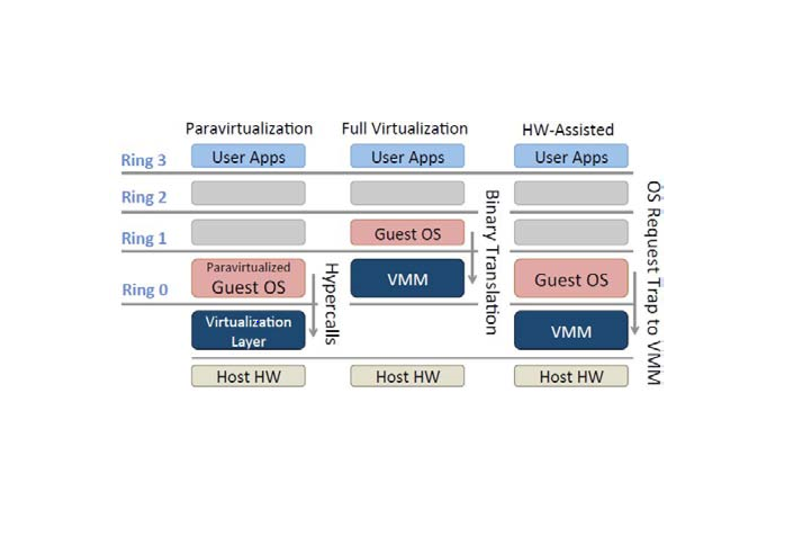 Paravirtualization Full Virtualization HW-Assisted
Ring 3 User Apps User Apps User Apps
Ring 2
Ring 1 Guest OS
Ring 0 Paravirtualized
Guest OS VMM Guest OS
Virtualization
Layer VMM
Host HW Host HW Host HW
Hypercalls
Binary Translation
OS Request Trap to VMM